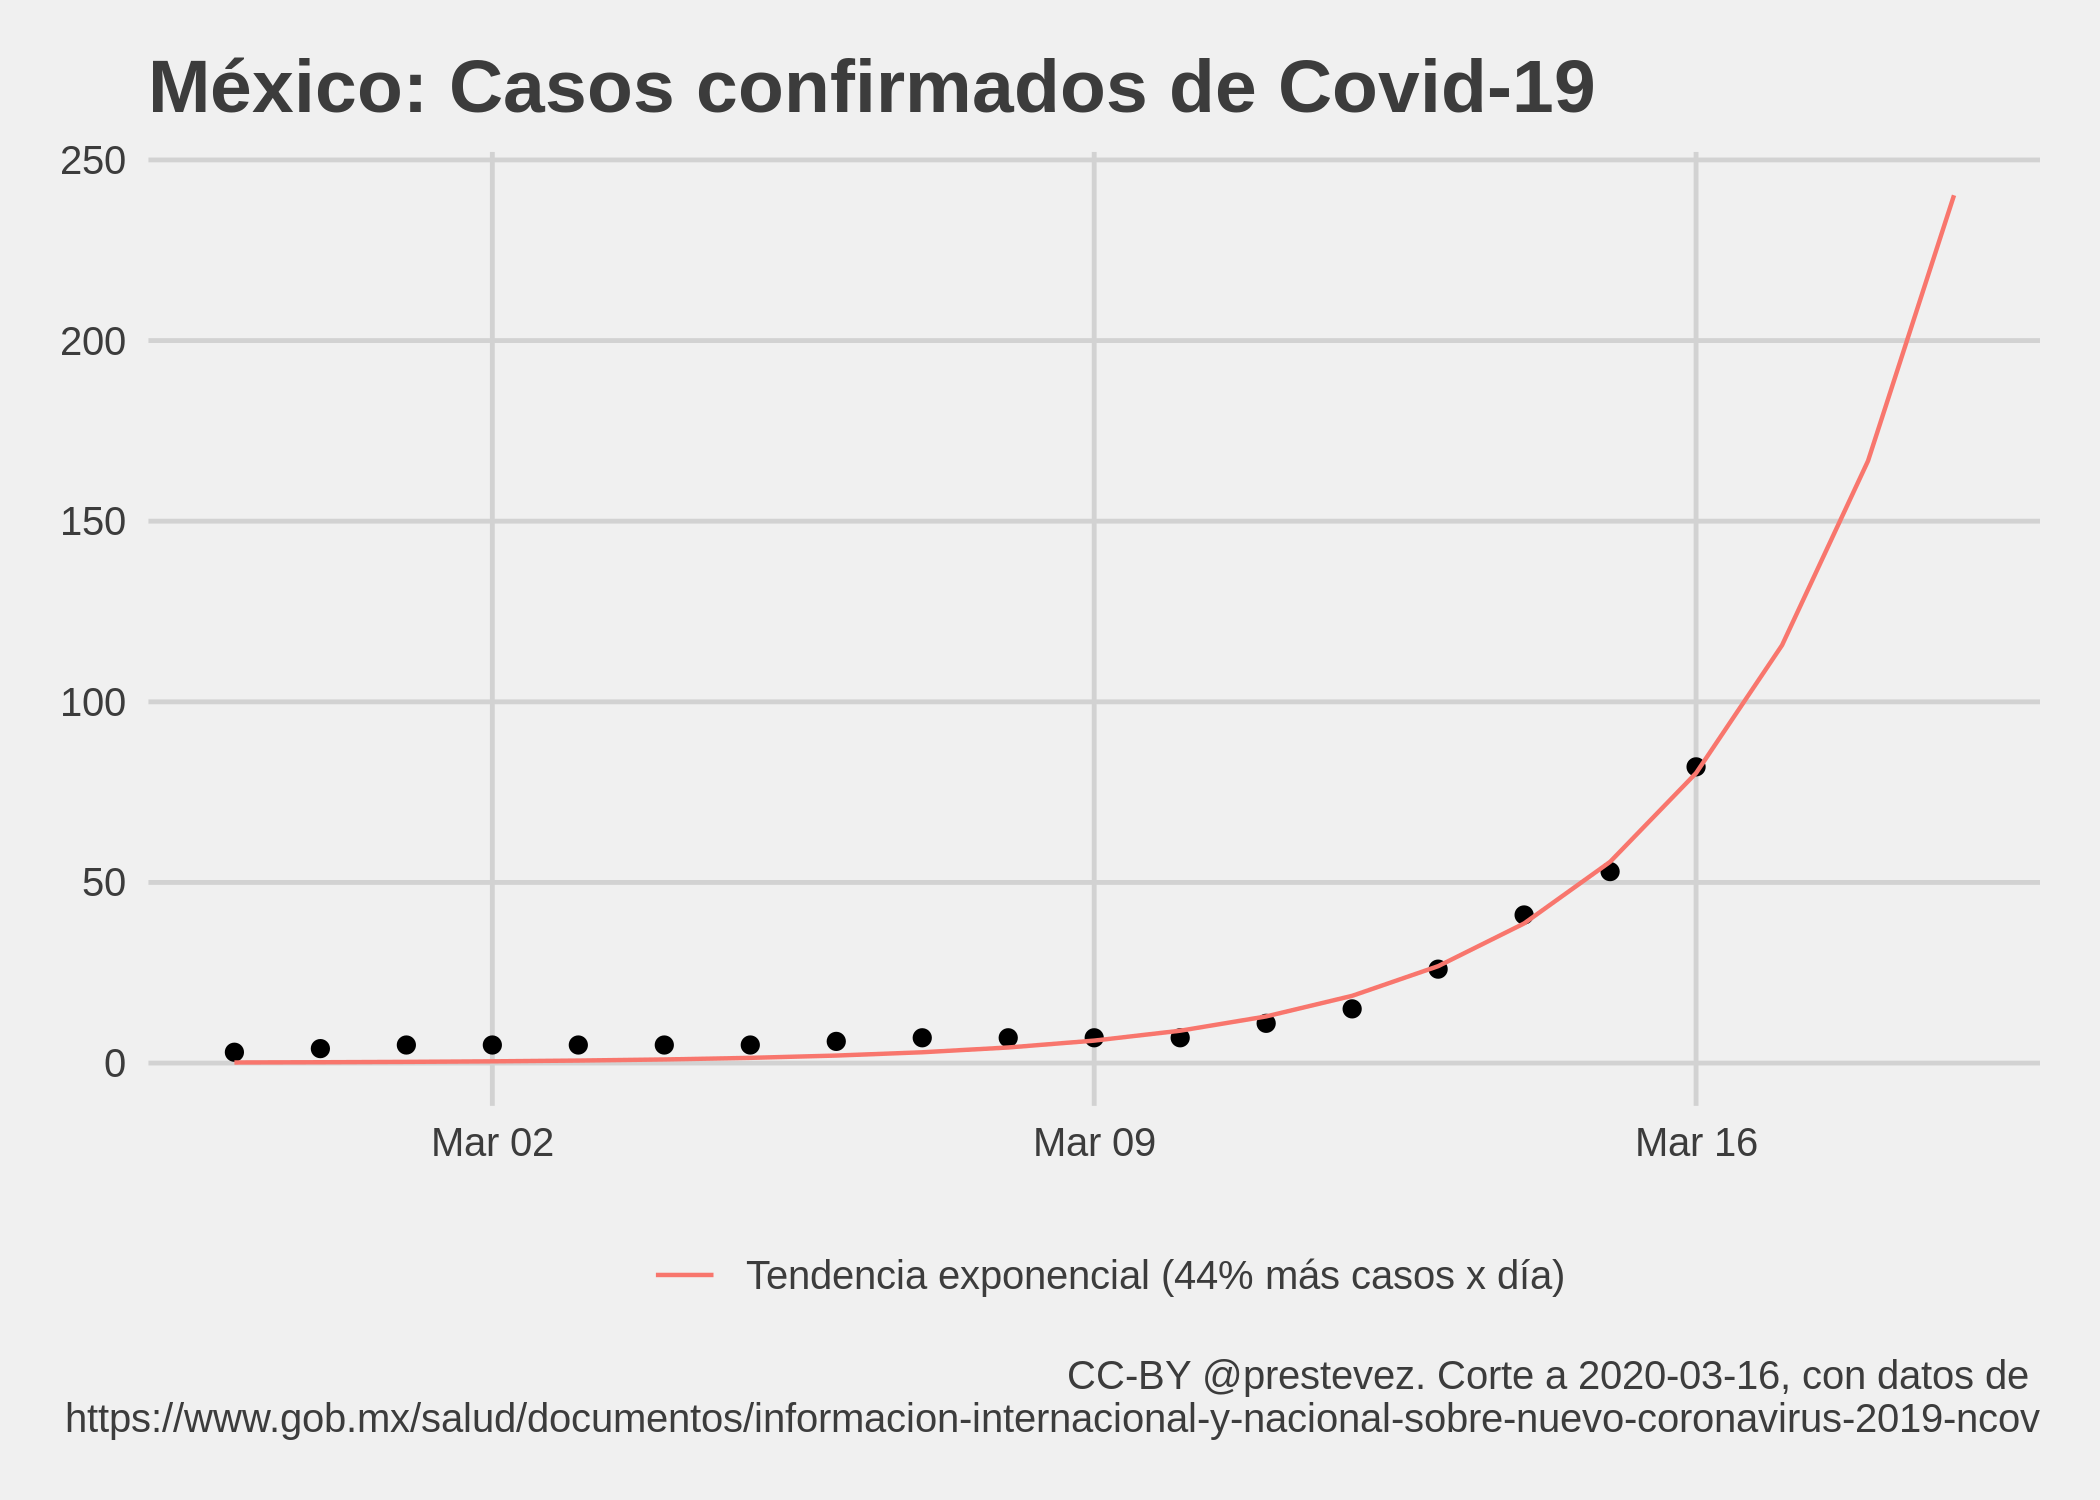 México: Casos confirmados de Covid-19
250
200
150
100
50
0
Mar 02
Mar 09
Mar 16
Tendencia exponencial (44% más casos x día)
CC-BY @prestevez. Corte a 2020-03-16, con datos de
https://www.gob.mx/salud/documentos/informacion-internacional-y-nacional-sobre-nuevo-coronavirus-2019-ncov